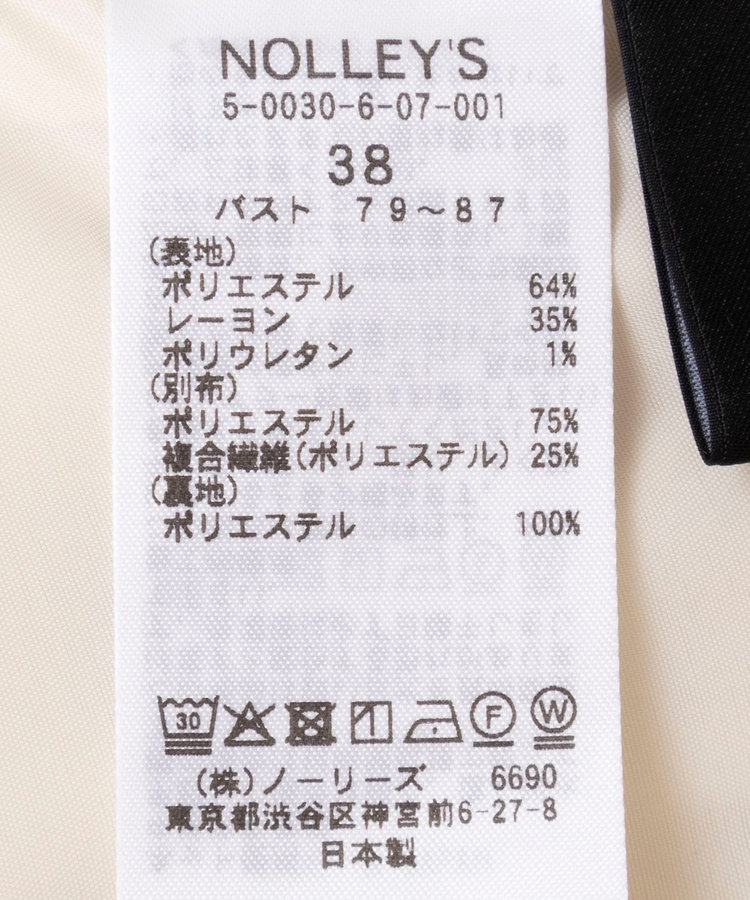 NOLLEY'S
5-0030-6-07-001
38
バスト 79～87
(表地)
ポリエステル 64%
レーヨン 35%
ポリウレタン 1%
(別布)
ポリエステル 75%
複合繊維(ポリエステル) 25%
(裏地)
ポリエステル 100%
30 F W
(株)ノーリーズ 6690
東京都渋谷区神宮前6-27-8
日本製